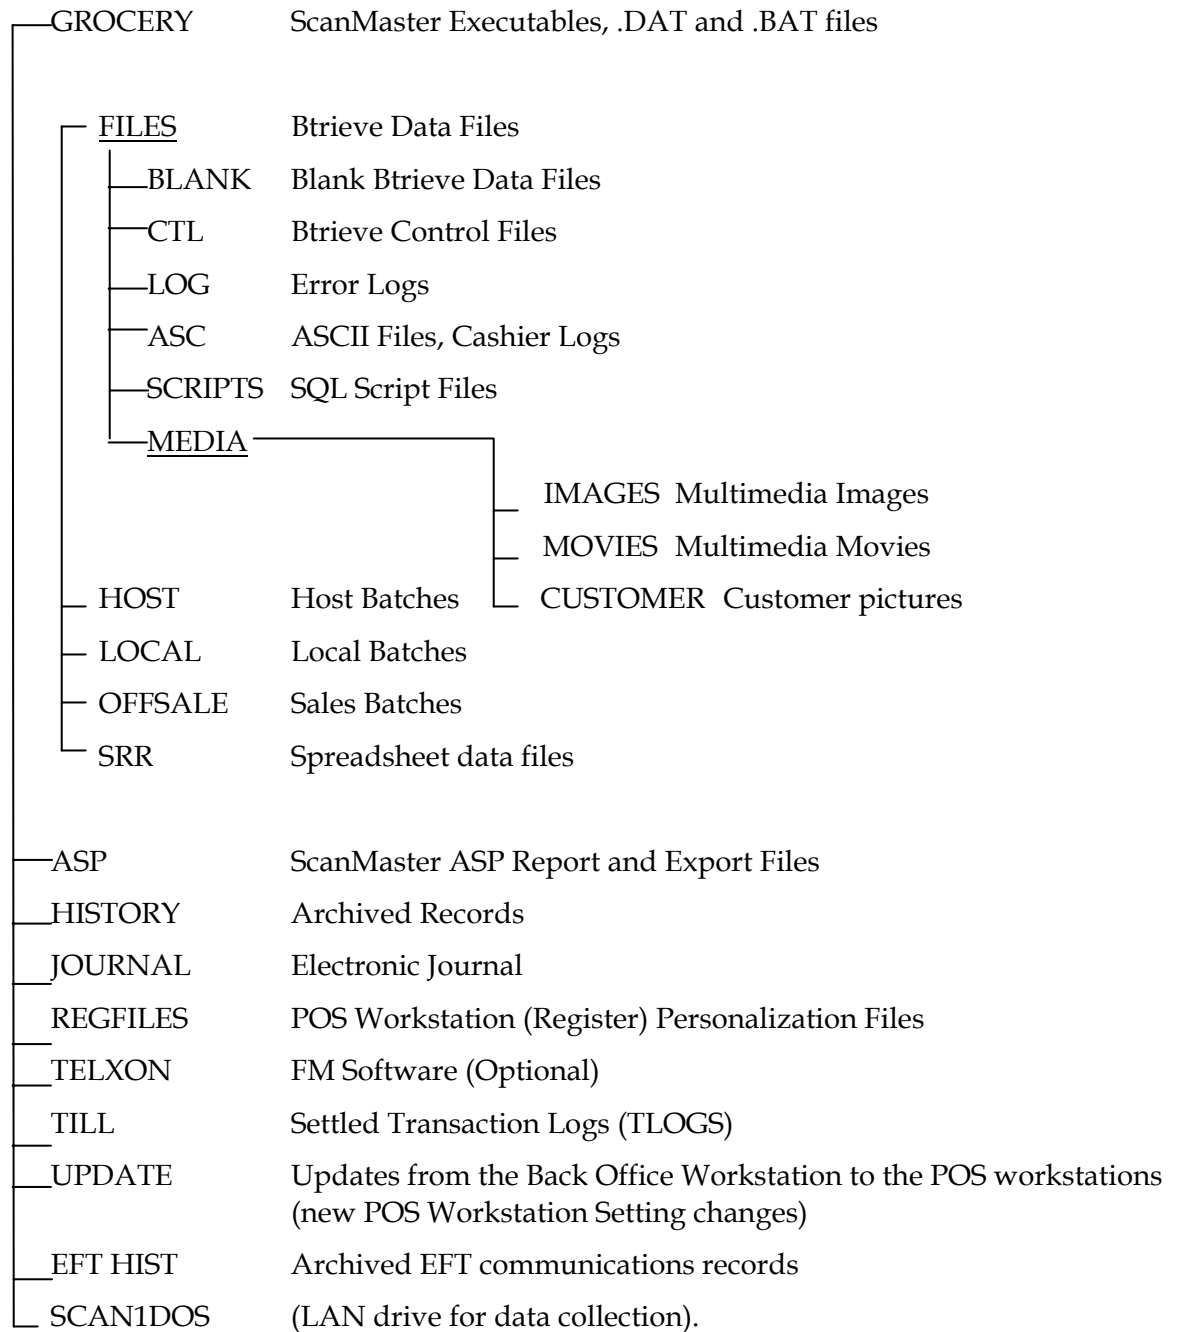 GROCERY ScanMaster Executables, .DAT and .BAT files
FILES Btrieve Data Files
BLANK Blank Btrieve Data Files
CTL Btrieve Control Files
LOG Error Logs
ASC ASCII Files, Cashier Logs
SCRIPTS SQL Script Files
MEDIA
IMAGES Multimedia Images
MOVIES Multimedia Movies
HOST Host Batches CUSTOMER Customer pictures
LOCAL Local Batches
OFFSALE Sales Batches
SRR Spreadsheet data files
ASP ScanMaster ASP Report and Export Files
HISTORY Archived Records
JOURNAL Electronic Journal
REGFILES POS Workstation (Register) Personalization Files
TELXON FM Software (Optional)
TILL Settled Transaction Logs (TLOGS)
UPDATE Updates from the Back Office Workstation to the POS workstations
(new POS Workstation Setting changes)
EFT HIST Archived EFT communications records
SCAN1DOS (LAN drive for data collection).